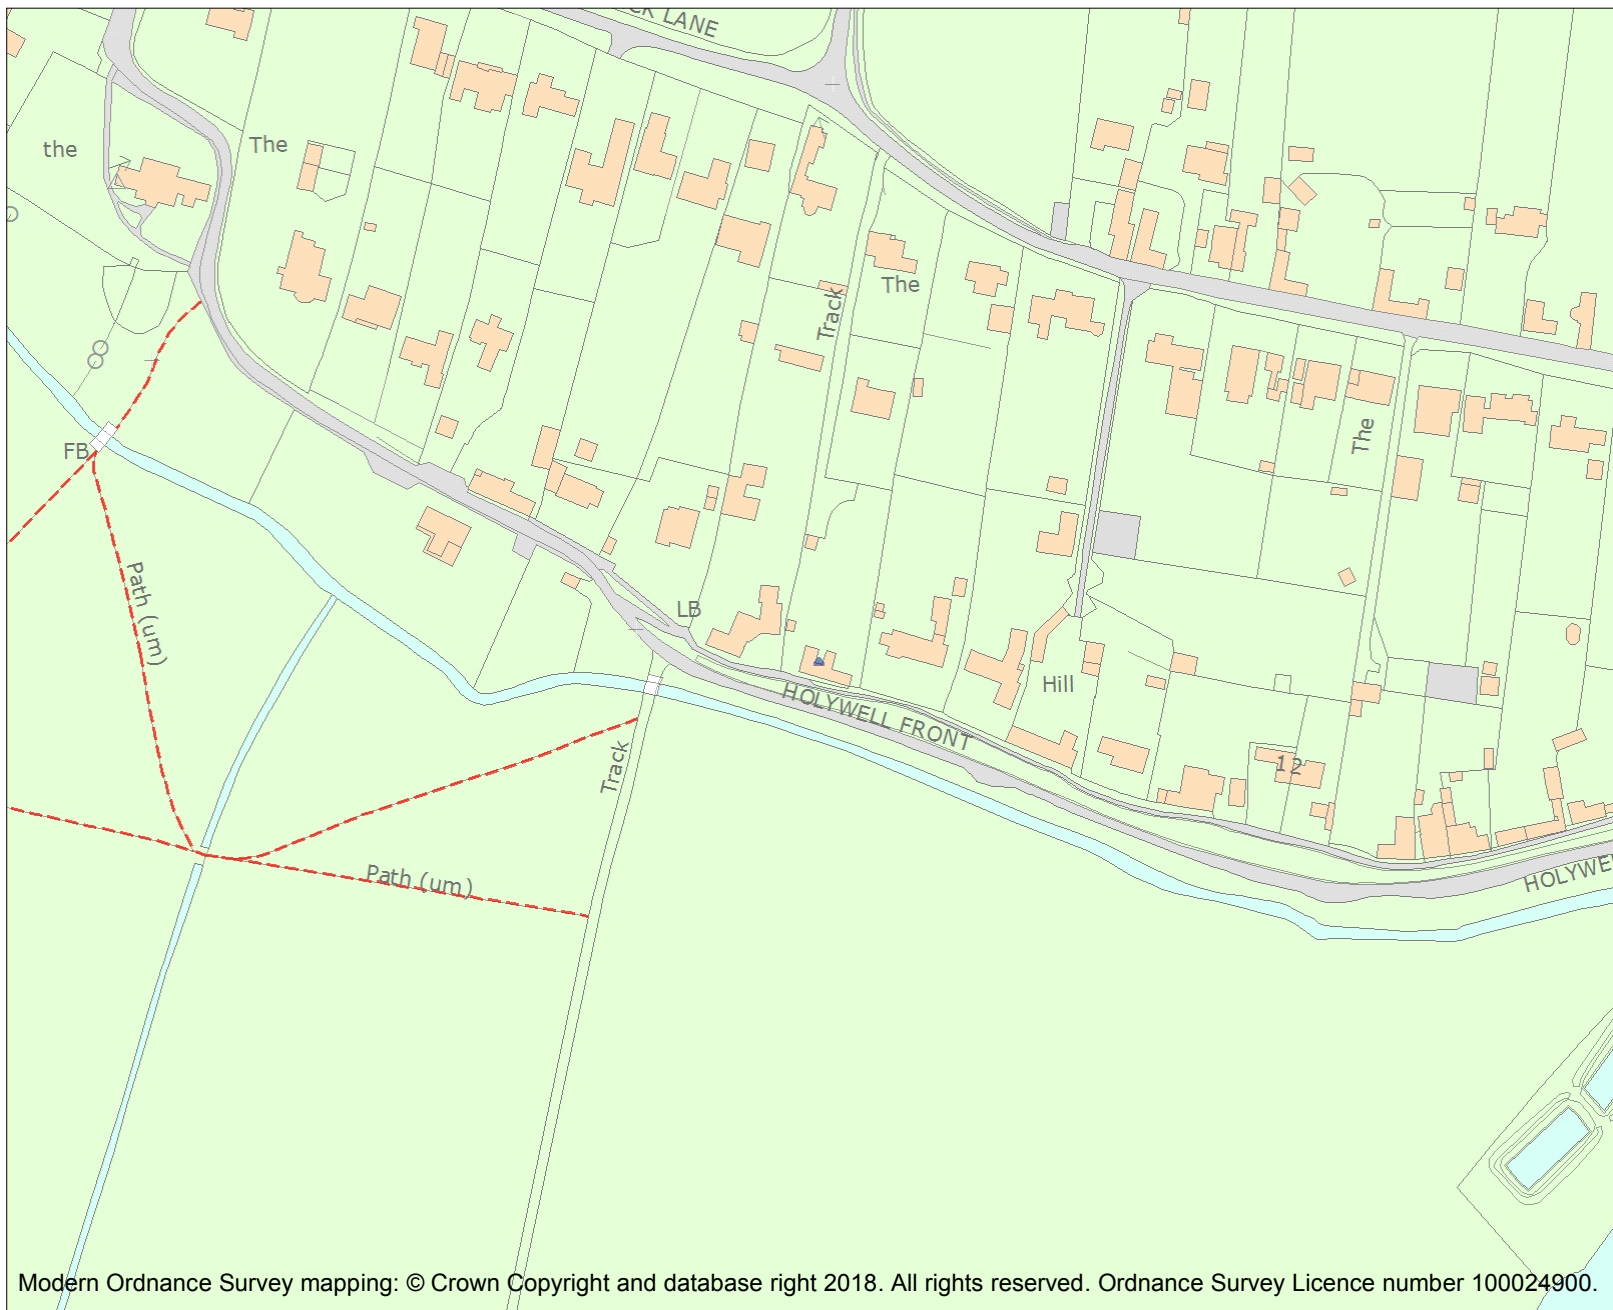 CK LANE
the
The
The
Track
FB
The
Path (um)
LB
Hill
HOLYWELL FRONT
Track
12
Path (um)
HOLYWE
Modern Ordnance Survey mapping: © Crown Copyright and database right 2018. All rights reserved. Ordnance Survey Licence number 100024900.